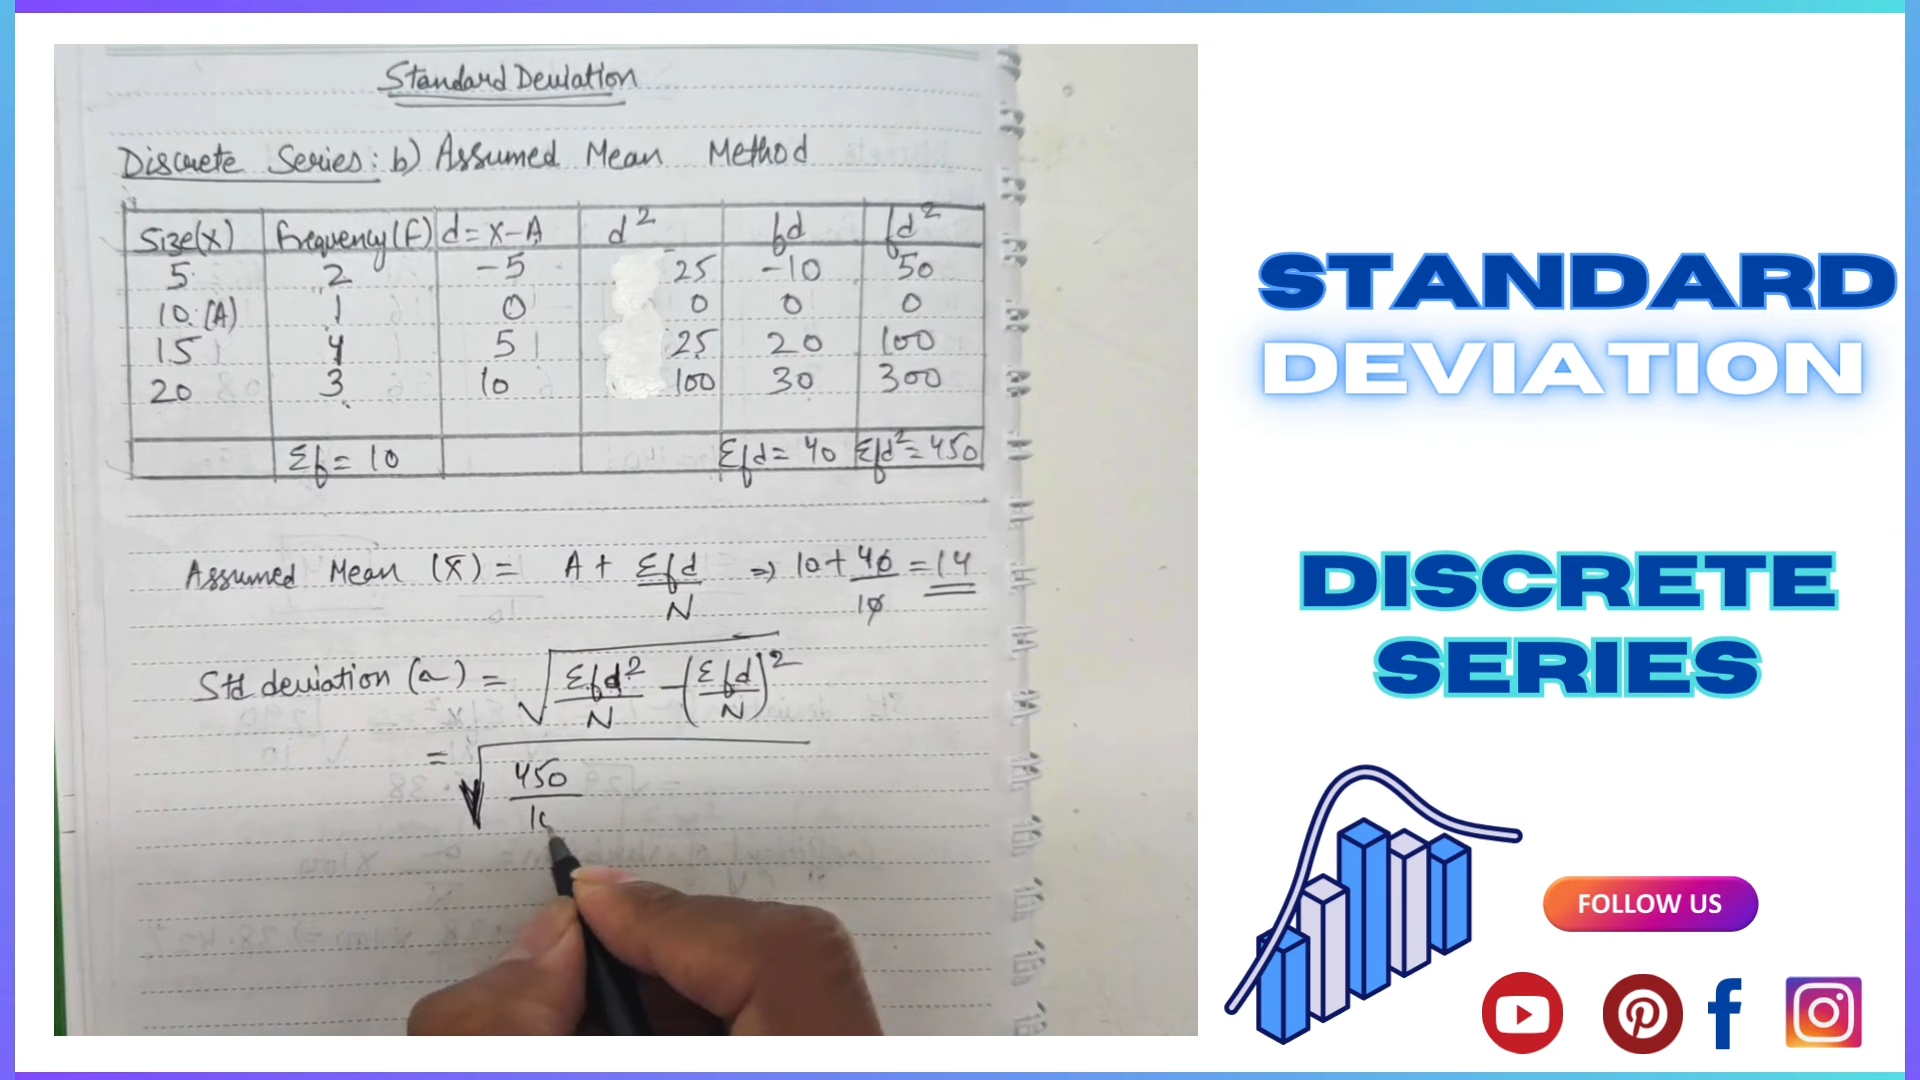 Standard Deviation
Discrete Series: b) Assumed Mean Method
Size(x) Frequency(f) d=x-A d² fd fd²
5 2 -5 25 -10 50
10 (A) 1 0 0 0 0
15 4 5 25 20 100
20 3 10 100 30 300
Σf = 10 Σfd = 40 Σfd² = 450
Assumed Mean (x̄) = A + Σfd/N ⇒ 10 + 40/10 = 14
Std deviation (σ) = √(Σfd²/N - (Σfd/N)²)
= √ 450/10
STANDARD
DEVIATION
DISCRETE
SERIES
FOLLOW US